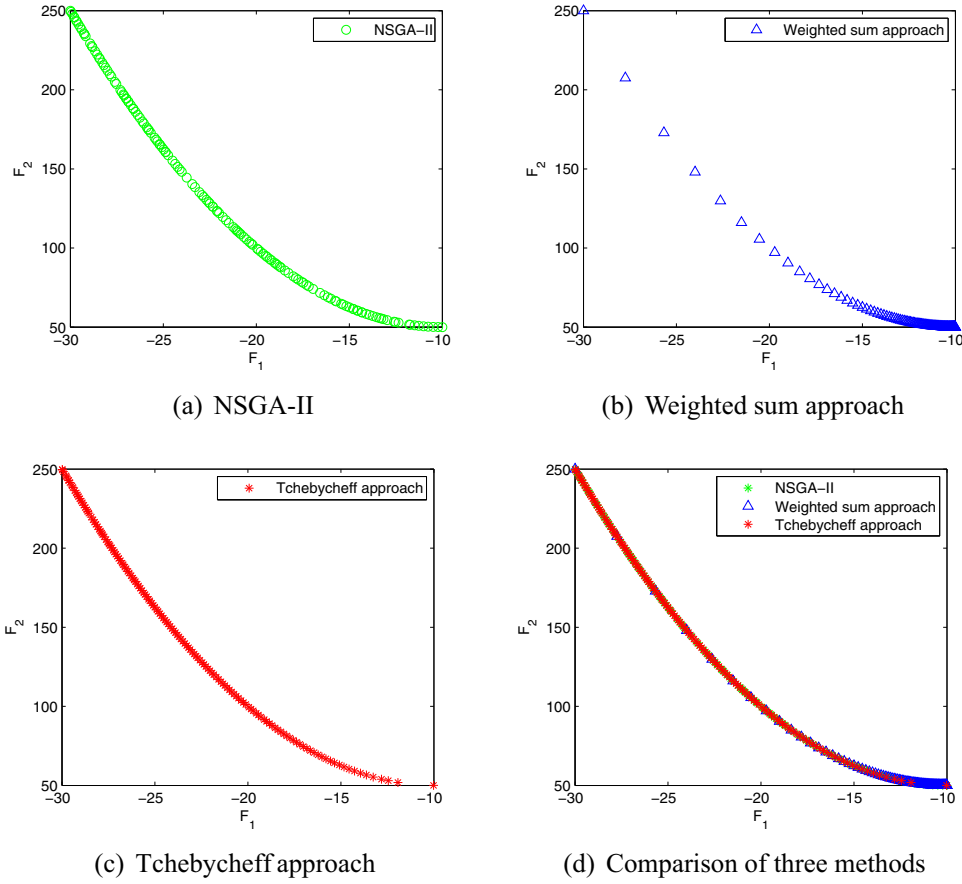 250
200
150
100
50
−30
−25
−20
−15
−10
F1
F2
NSGA−II
(a) NSGA-II
250
200
150
100
50
−30
−25
−20
−15
−10
F1
F2
Weighted sum approach
(b) Weighted sum approach
250
200
150
100
50
−30
−25
−20
−15
−10
F1
F2
Tchebycheff approach
(c) Tchebycheff approach
250
200
150
100
50
−30
−25
−20
−15
−10
F1
F2
NSGA−II
Weighted sum approach
Tchebycheff approach
(d) Comparison of three methods